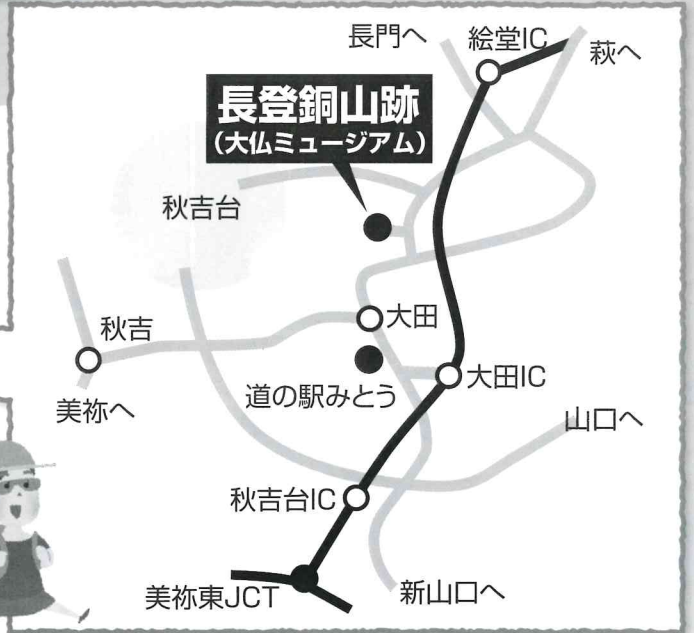 長門へ
絵堂IC
萩へ
長登銅山跡
(大仏ミュージアム)
秋吉台
秋吉
大田
大田IC
道の駅みとう
美祢へ
山口へ
秋吉台IC
美祢東JCT
新山口へ